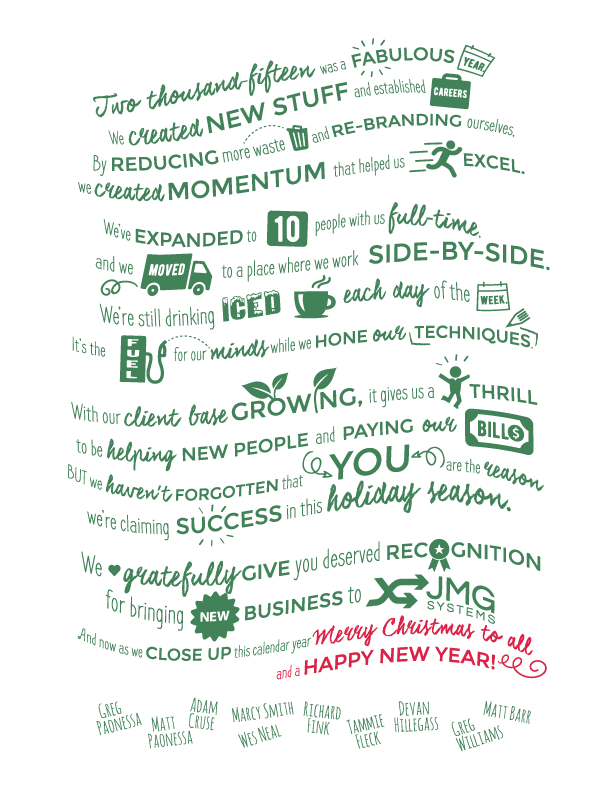 Two thousand-fifteen was a FABULOUS YEAR.
We created NEW STUFF and established CAREERS
By REDUCING more waste and RE-BRANDING ourselves,
we created MOMENTUM that helped us EXCEL.
We've EXPANDED to 10 people with us full-time,
and we MOVED to a place where we work SIDE-BY-SIDE.
We're still drinking ICED each day of the WEEK.
It's the FUEL for our minds while we HONE our TECHNIQUES.
With our client base GROWING, it gives us a THRILL
to be helping NEW PEOPLE and PAYING our BILL$
BUT we haven't FORGOTTEN that YOU are the reason
we're claiming SUCCESS in this holiday season.
We gratefully GIVE you deserved RECOGNITION
for bringing NEW BUSINESS to JMG SYSTEMS
And now as we CLOSE UP this calendar year Merry Christmas to all
and a HAPPY NEW YEAR!
GREG PAONESSA
MATT PAONESSA
ADAM CRUSE
MARCY SMITH
WES NEAL
RICHARD FINK
TAMMIE FLECK
DEVAN HILLEGASS
GREG WILLIAMS
MATT BARR